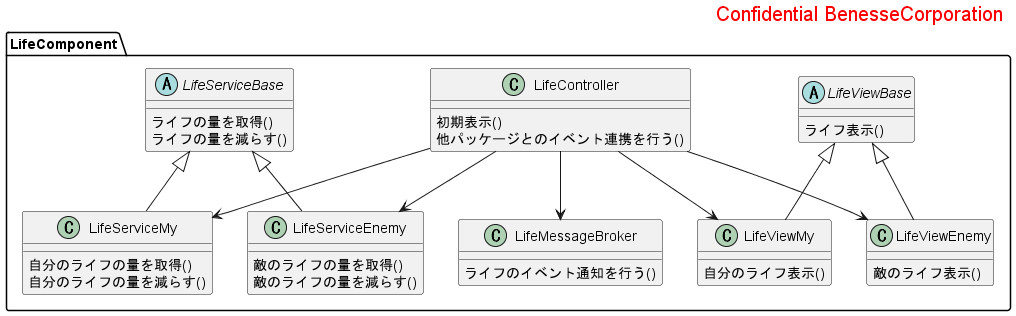 Confidential BenesseCorporation
LifeComponent
A LifeServiceBase
ライフの量を取得()
ライフの量を減らす()
C LifeController
初期表示()
他パッケージとのイベント連携を行う()
A LifeViewBase
ライフ表示()
C LifeServiceMy
自分のライフの量を取得()
自分のライフの量を減らす()
C LifeServiceEnemy
敵のライフの量を取得()
敵のライフの量を減らす()
C LifeMessageBroker
ライフのイベント通知を行う()
C LifeViewMy
自分のライフ表示()
C LifeViewEnemy
敵のライフ表示()